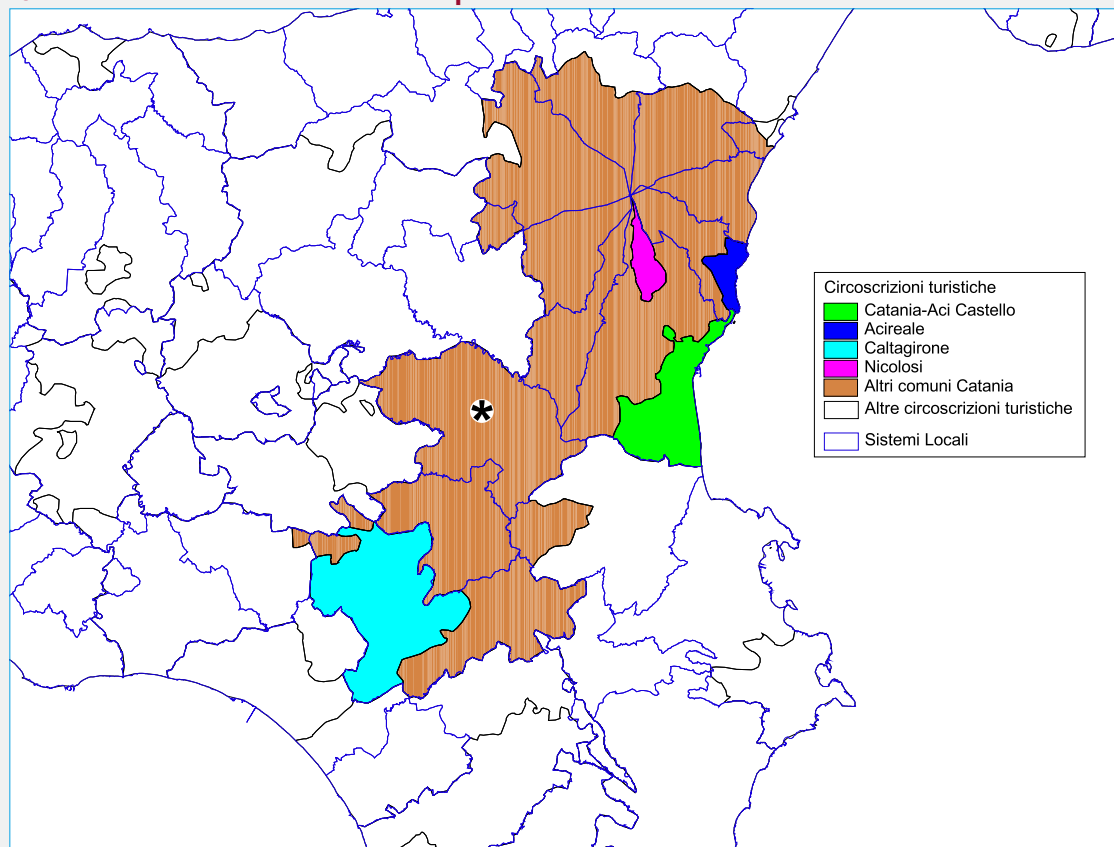 Circoscrizioni turistiche
Catania-Aci Castello
Acireale
Caltagirone
Nicolosi
Altri comuni Catania
Altre circoscrizioni turistiche
Sistemi Locali
*